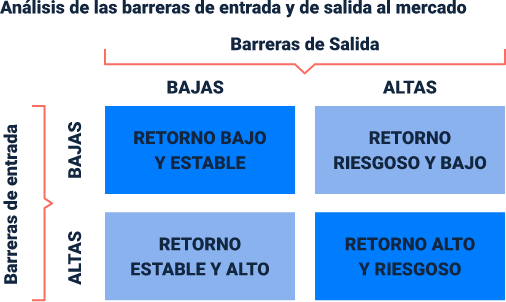 Análisis de las barreras de entrada y de salida al mercado
Barreras de Salida
BAJAS
ALTAS
Barreras de entrada
BAJAS
RETORNO BAJO
Y ESTABLE
RETORNO
RIESGOSO Y BAJO
ALTAS
RETORNO
ESTABLE Y ALTO
RETORNO ALTO
Y RIESGOSO